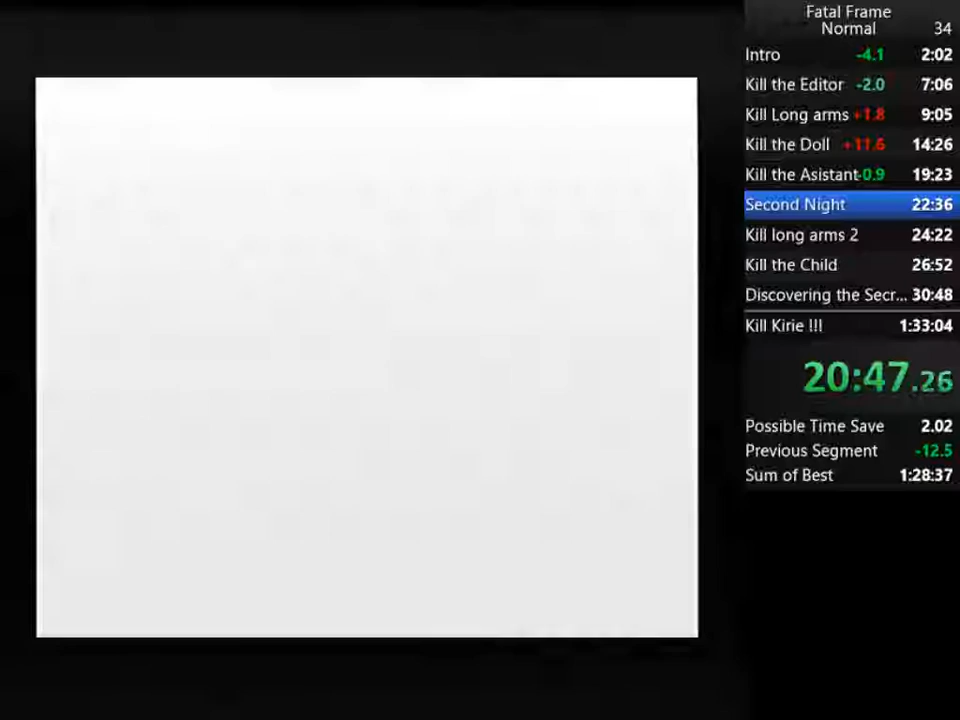 Fatal Frame
Normal 34
Intro -4.1 2:02
Kill the Editor -2.0 7:06
Kill Long arms +1.8 9:05
Kill the Doll +11.6 14:26
Kill the Asistant -0.9 19:23
Second Night 22:36
Kill long arms 2 24:22
Kill the Child 26:52
Discovering the Secr... 30:48
Kill Kirie !!! 1:33:04
20:47.26
Possible Time Save 2.02
Previous Segment -12.5
Sum of Best 1:28:37